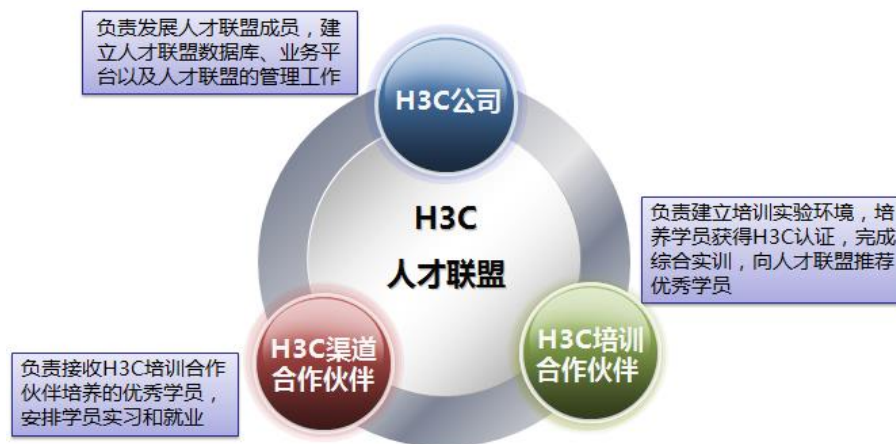 负责发展人才联盟成员，建
立人才联盟数据库、业务平
台以及人才联盟的管理工作
H3C公司
H3C
人才联盟
负责建立培训实验环境，培
养学员获得H3C认证，完成
综合实训，向人才联盟推荐
优秀学员
H3C渠道
合作伙伴
H3C培训
合作伙伴
负责接收H3C培训合作
伙伴培养的优秀学员，
安排学员实习和就业